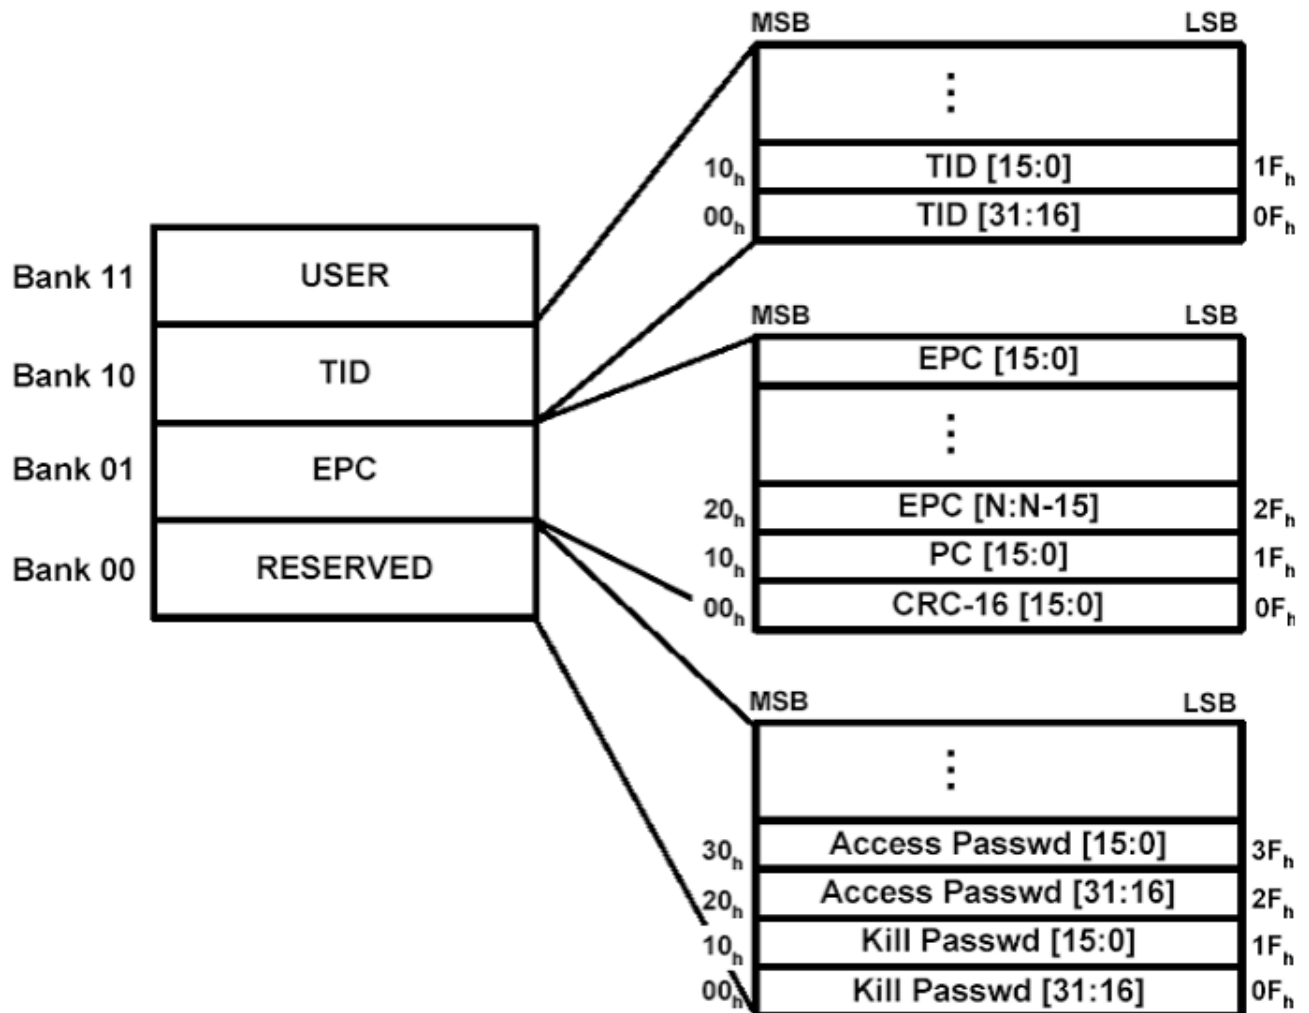 MSB LSB
10h TID [15:0] 1Fh
00h TID [31:16] 0Fh
Bank 11 USER
Bank 10 TID
Bank 01 EPC
Bank 00 RESERVED
MSB LSB
EPC [15:0]
20h EPC [N:N-15] 2Fh
10h PC [15:0] 1Fh
00h CRC-16 [15:0] 0Fh
MSB LSB
30h Access Passwd [15:0] 3Fh
20h Access Passwd [31:16] 2Fh
10h Kill Passwd [15:0] 1Fh
00h Kill Passwd [31:16] 0Fh